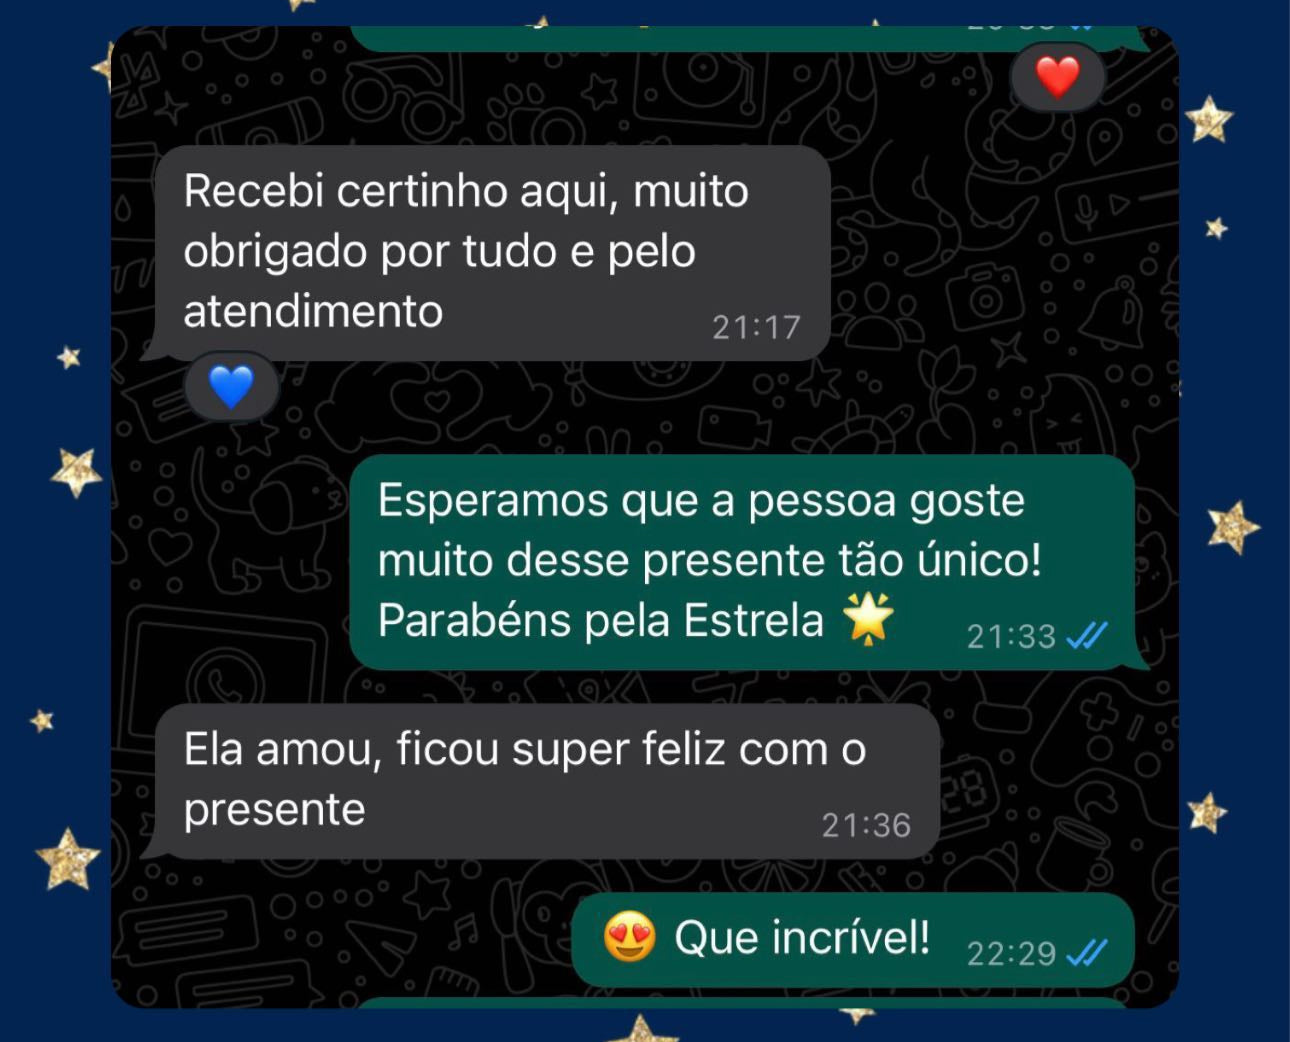 Recebi certinho aqui, muito
obrigado por tudo e pelo
atendimento
21:17
Esperamos que a pessoa goste
muito desse presente tão único!
Parabéns pela Estrela 🌟
21:33
Ela amou, ficou super feliz com o
presente
21:36
😍 Que incrível!
22:29